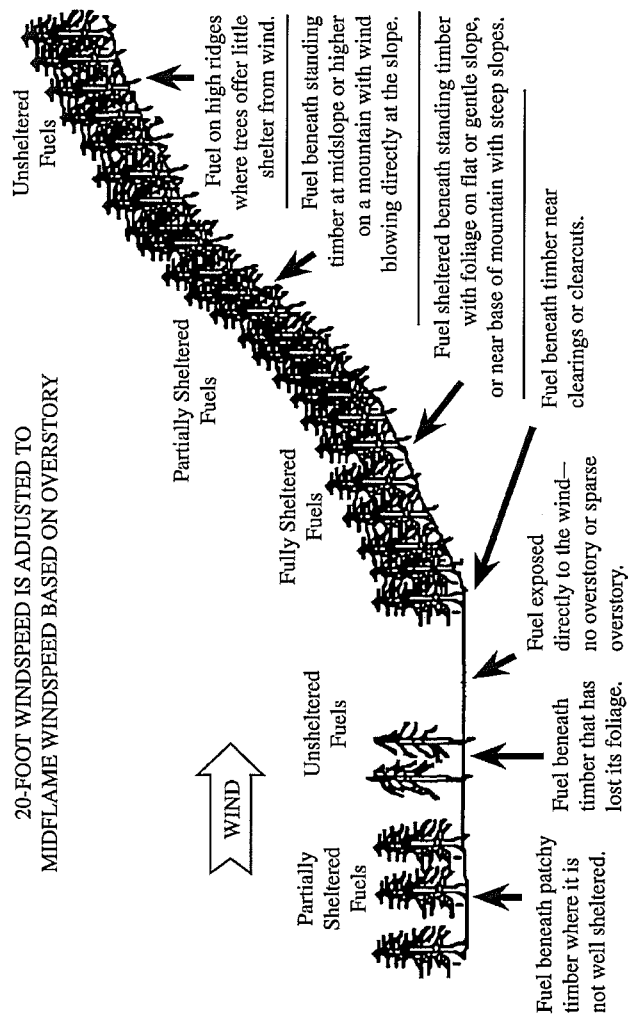 20-FOOT WINDSPEED IS ADJUSTED TO
MIDFLAME WINDSPEED BASED ON OVERSTORY
WIND
Partially
Sheltered
Fuels
Unsheltered
Fuels
Fully Sheltered
Fuels
Partially Sheltered
Fuels
Unsheltered
Fuels
Fuel beneath patchy
timber where it is
not well sheltered.
Fuel beneath
timber that has
lost its foliage.
Fuel exposed
directly to the wind—
no overstory or sparse
overstory.
Fuel beneath timber near
clearings or clearcuts.
Fuel sheltered beneath standing timber
with foliage on flat or gentle slope,
or near base of mountain with steep slopes.
Fuel beneath standing
timber at midslope or higher
on a mountain with wind
blowing directly at the slope.
Fuel on high ridges
where trees offer little
shelter from wind.